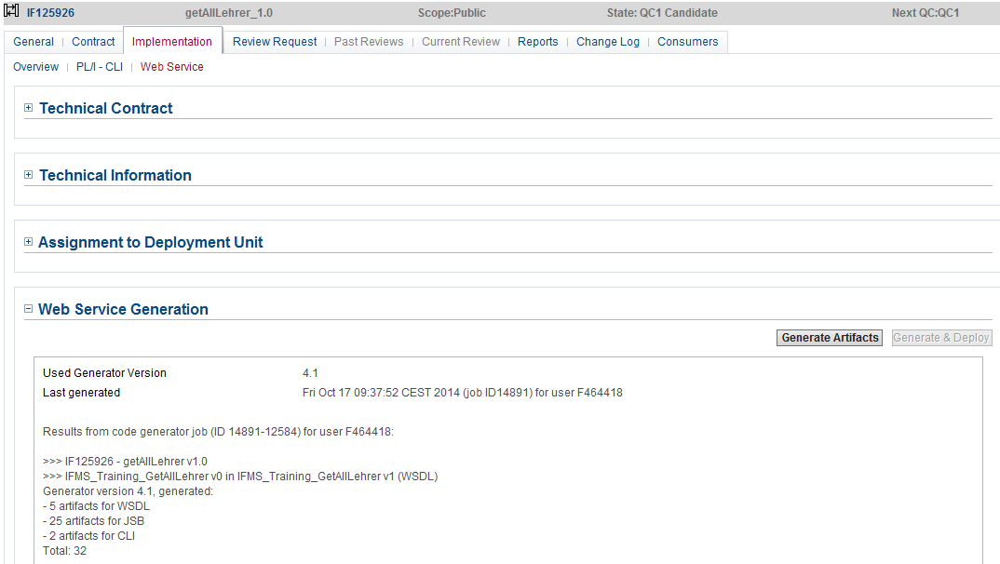 IF125926 getAllLehrer_1.0 Scope:Public State: QC1 Candidate Next QC:QC1
General | Contract | Implementation | Review Request | Past Reviews | Current Review | Reports | Change Log | Consumers
Overview | PL/I - CLI | Web Service
Technical Contract
Technical Information
Assignment to Deployment Unit
Web Service Generation
Generate Artifacts Generate & Deploy
Used Generator Version 4.1
Last generated Fri Oct 17 09:37:52 CEST 2014 (job ID14891) for user F464418
Results from code generator job (ID 14891-12584) for user F464418:
>>> IF125926 - getAllLehrer v1.0
>>> IFMS_Training_GetAllLehrer v0 in IFMS_Training_GetAllLehrer v1 (WSDL)
Generator version 4.1, generated:
- 5 artifacts for WSDL
- 25 artifacts for JSB
- 2 artifacts for CLI
Total: 32